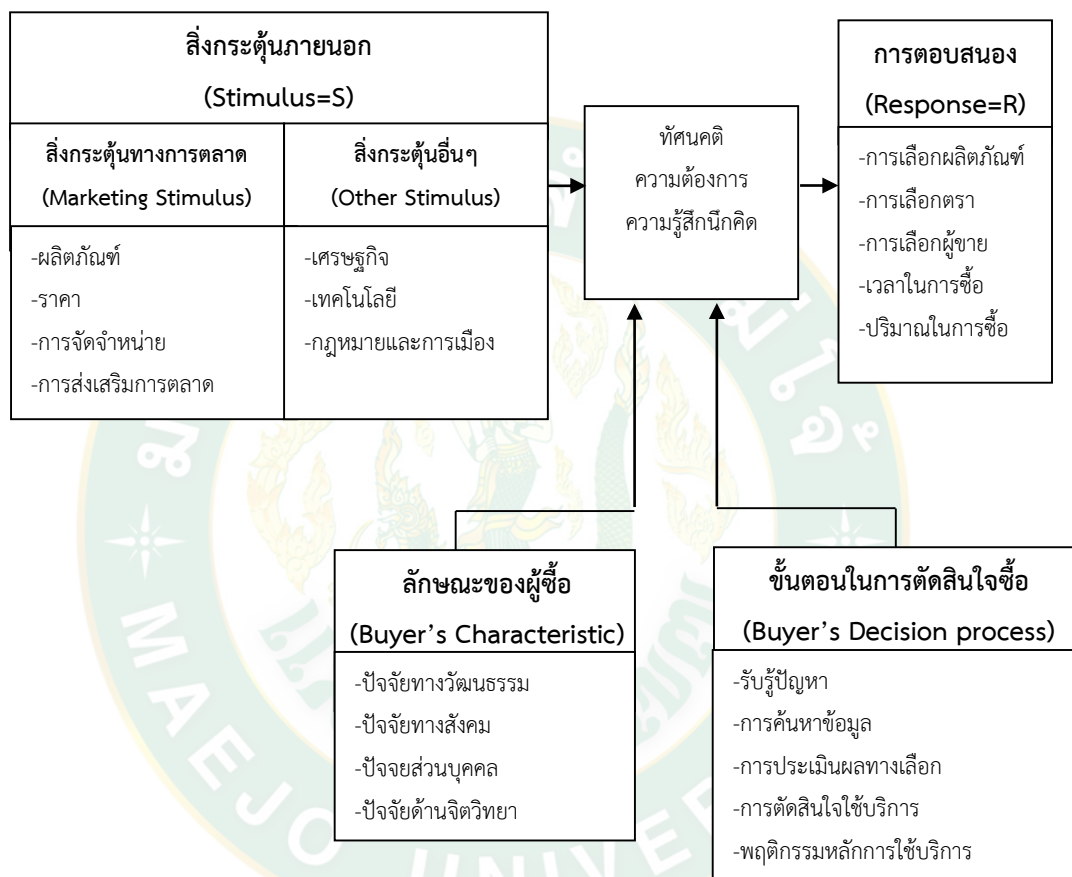 สิ่งกระตุ้นภายนอก
(Stimulus=S)
สิ่งกระตุ้นทางการตลาด
(Marketing Stimulus)
-ผลิตภัณฑ์
-ราคา
-การจัดจำหน่าย
-การส่งเสริมการตลาด
สิ่งกระตุ้นอื่นๆ
(Other Stimulus)
-เศรษฐกิจ
-เทคโนโลยี
-กฎหมายและการเมือง
ทัศนคติ
ความต้องการ
ความรู้สึกนึกคิด
การตอบสนอง
(Response=R)
-การเลือกผลิตภัณฑ์
-การเลือกตรา
-การเลือกผู้ขาย
-เวลาในการซื้อ
-ปริมาณในการซื้อ
ลักษณะของผู้ซื้อ
(Buyer’s Characteristic)
-ปัจจัยทางวัฒนธรรม
-ปัจจัยทางสังคม
-ปัจจยส่วนบุคคล
-ปัจจัยด้านจิตวิทยา
ขั้นตอนในการตัดสินใจซื้อ
(Buyer’s Decision process)
-รับรู้ปัญหา
-การค้นหาข้อมูล
-การประเมินผลทางเลือก
-การตัดสินใจใช้บริการ
-พฤติกรรมหลักการใช้บริการ
MAEJO UNIVE